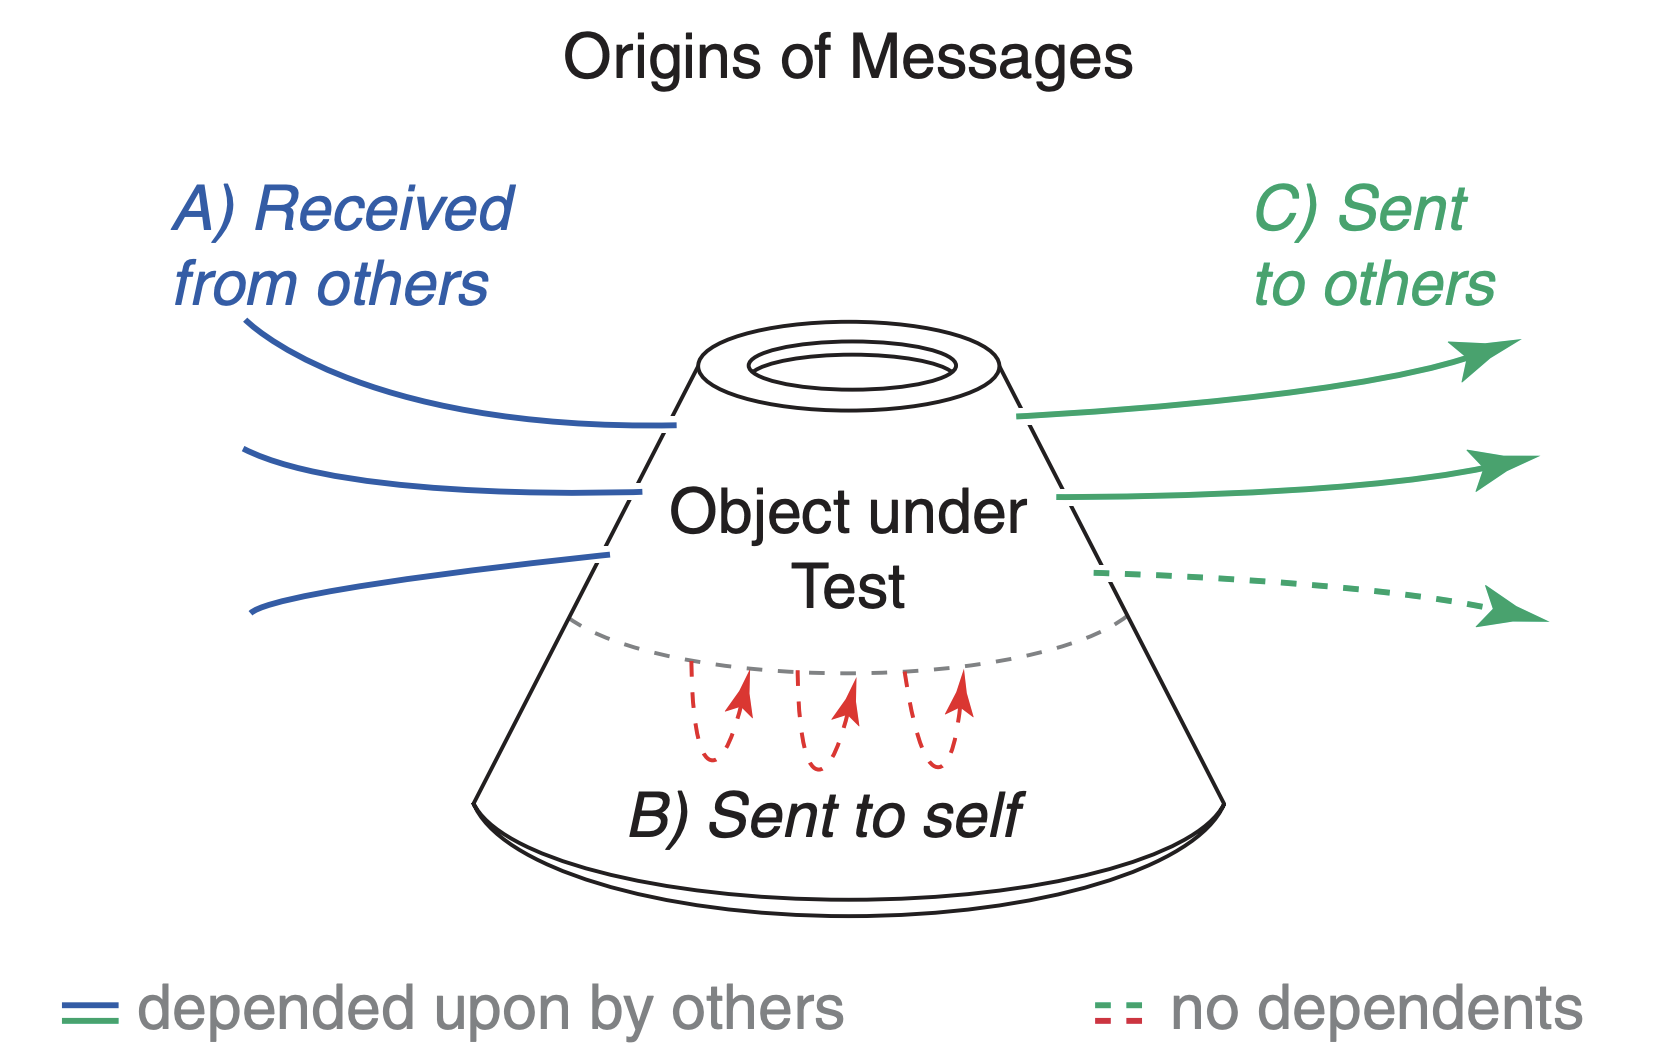 Origins of Messages
A) Received
from others
C) Sent
to others
Object under
Test
B) Sent to self
depended upon by others
no dependents